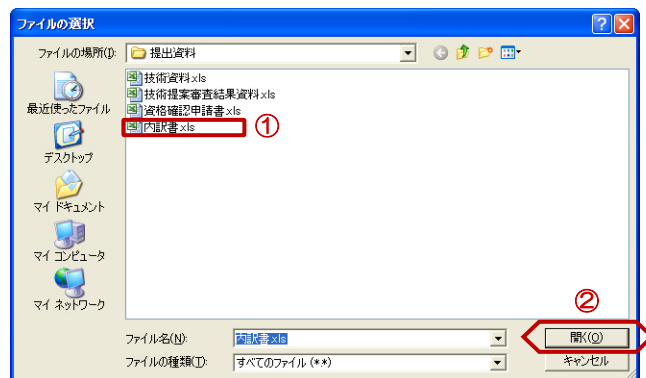 ファイルの選択
ファイルの場所(I):
提出資料
技術資料.xls
技術提案審査結果資料.xls
資格確認申請書.xls
内訳書.xls
①
最近使ったファイル
デスクトップ
マイ ドキュメント
マイ コンピュータ
マイ ネットワーク
②
ファイル名(N):
内訳書.xls
開く(O)
ファイルの種類(T):
すべてのファイル (**)
キャンセル